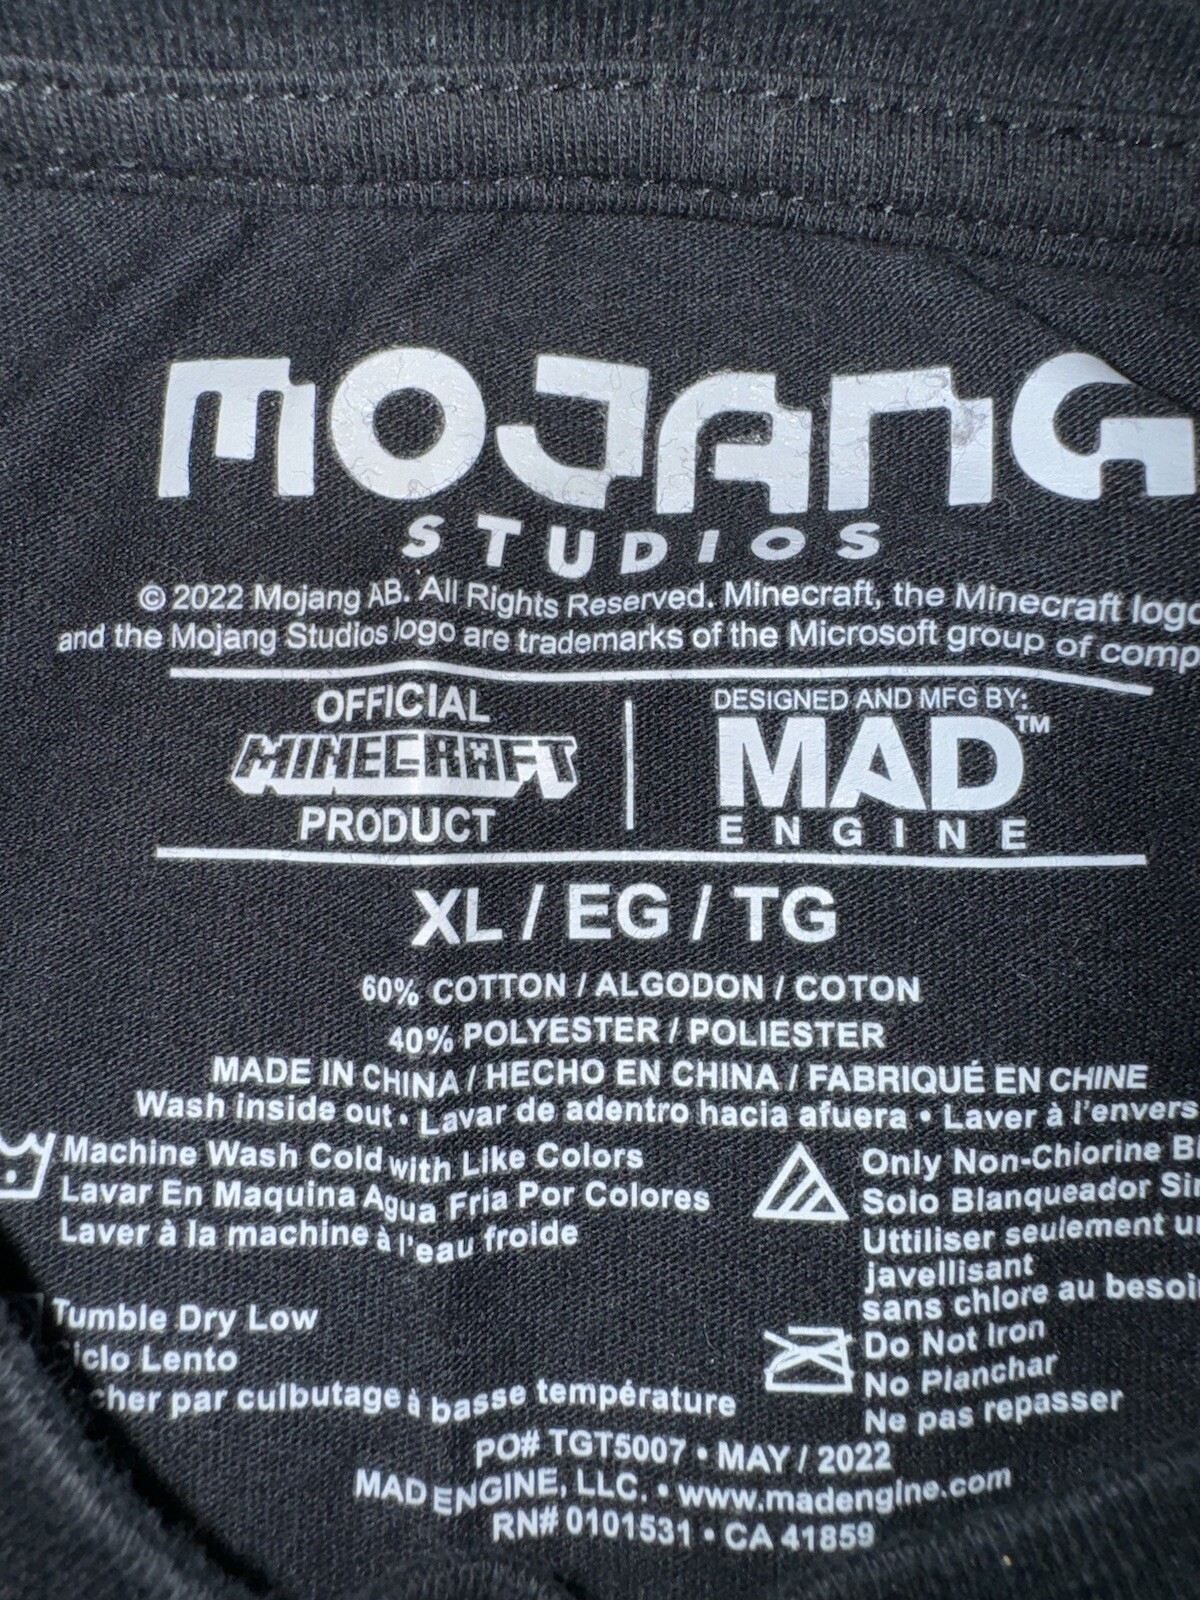 MOJANG
STUDIOS
© 2022 Mojang AB. All Rights Reserved. Minecraft, the Minecraft logo
and the Mojang Studios logo are trademarks of the Microsoft group of comp
OFFICIAL
MINECRAFT
PRODUCT
DESIGNED AND MFG BY:
MAD™
ENGINE
XL / EG / TG
60% COTTON / ALGODON / COTON
40% POLYESTER / POLIESTER
MADE IN CHINA / HECHO EN CHINA / FABRIQUÉ EN CHINE
Wash inside out • Lavar de adentro hacia afuera • Laver à l'envers
Machine Wash Cold with Like Colors
Lavar En Maquina Agua Fria Por Colores
Laver à la machine à l'eau froide
Only Non-Chlorine B
Solo Blanqueador Si
Uttiliser seulement u
javellisant
sans chlore au besoi
Tumble Dry Low
iclo Lento
cher par culbutage à basse température
Do Not Iron
No Planchar
Ne pas repasser
PO# TGT5007 • MAY / 2022
MAD ENGINE, LLC. • www.madengine.com
RN# 0101531 • CA 41859